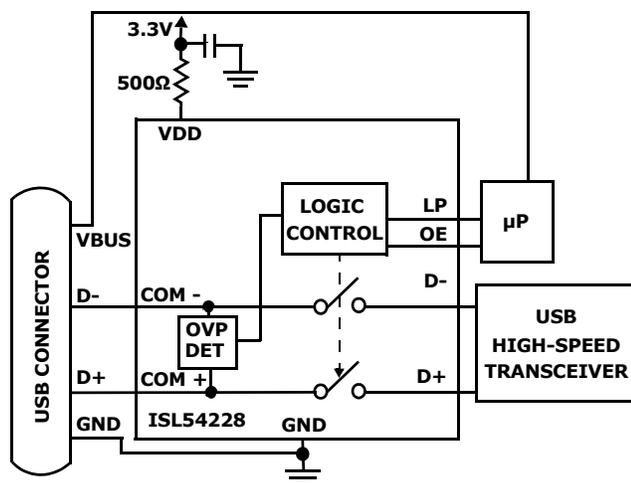 3.3V
500Ω
VDD
LOGIC
CONTROL
LP
OE
µP
VBUS
USB CONNECTOR
D-
COM -
D-
OVP
DET
USB
HIGH-SPEED
TRANSCEIVER
D+
COM +
D+
GND
ISL54228
GND